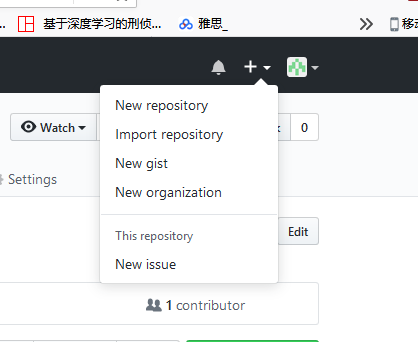 基于深度学习的刑侦…
雅思_
移动
Watch
0
New repository
Import repository
New gist
New organization
Settings
This repository
Edit
New issue
1 contributor